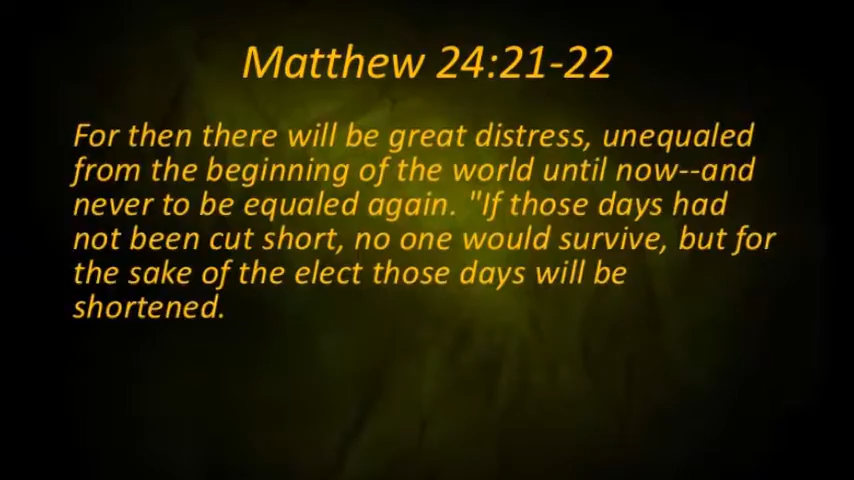 Matthew 24:21-22
For then there will be great distress, unequaled
from the beginning of the world until now--and
never to be equaled again. "If those days had
not been cut short, no one would survive, but for
the sake of the elect those days will be
shortened.